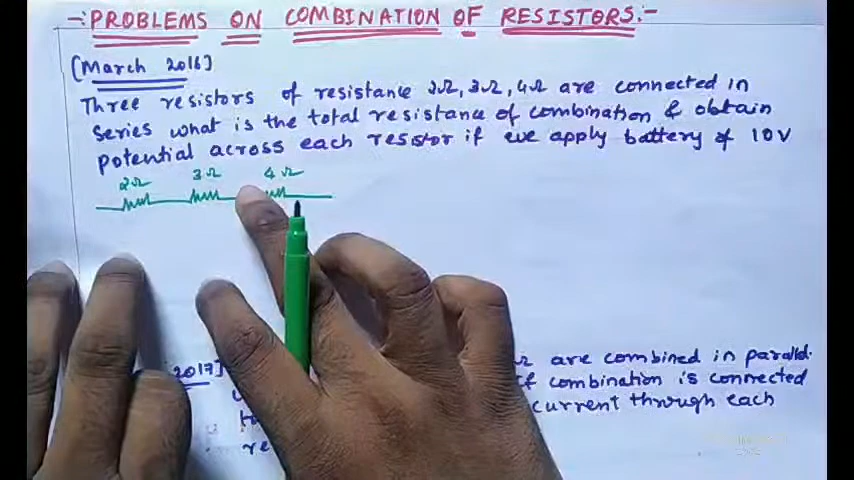 -: PROBLEMS ON COMBINATION OF RESISTORS:-
[March 2016]
Three resistors of resistance 2Ω, 3Ω, 4Ω are connected in
series what is the total resistance of combination & obtain
potential across each resistor if we apply battery of 10V
2Ω 3Ω 4Ω
2017] Ω are combined in parallel.
combination is connected
current through each
re